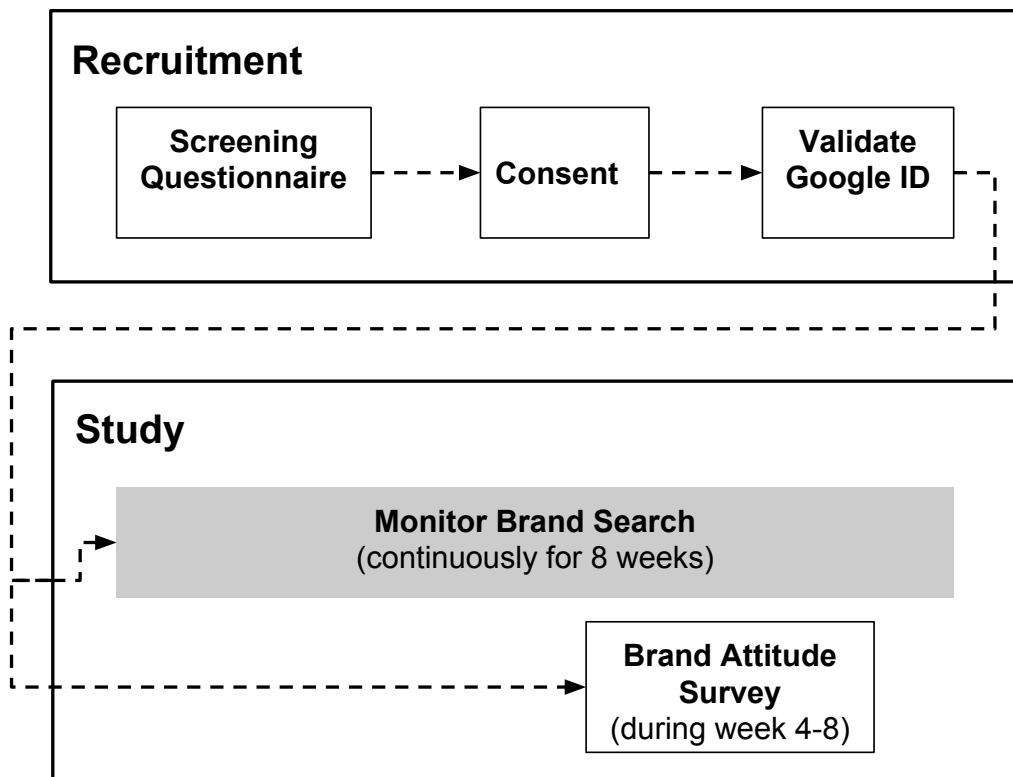 Recruitment
Screening
Questionnaire
Consent
Validate
Google ID
Study
Monitor Brand Search
(continuously for 8 weeks)
Brand Attitude
Survey
(during week 4-8)